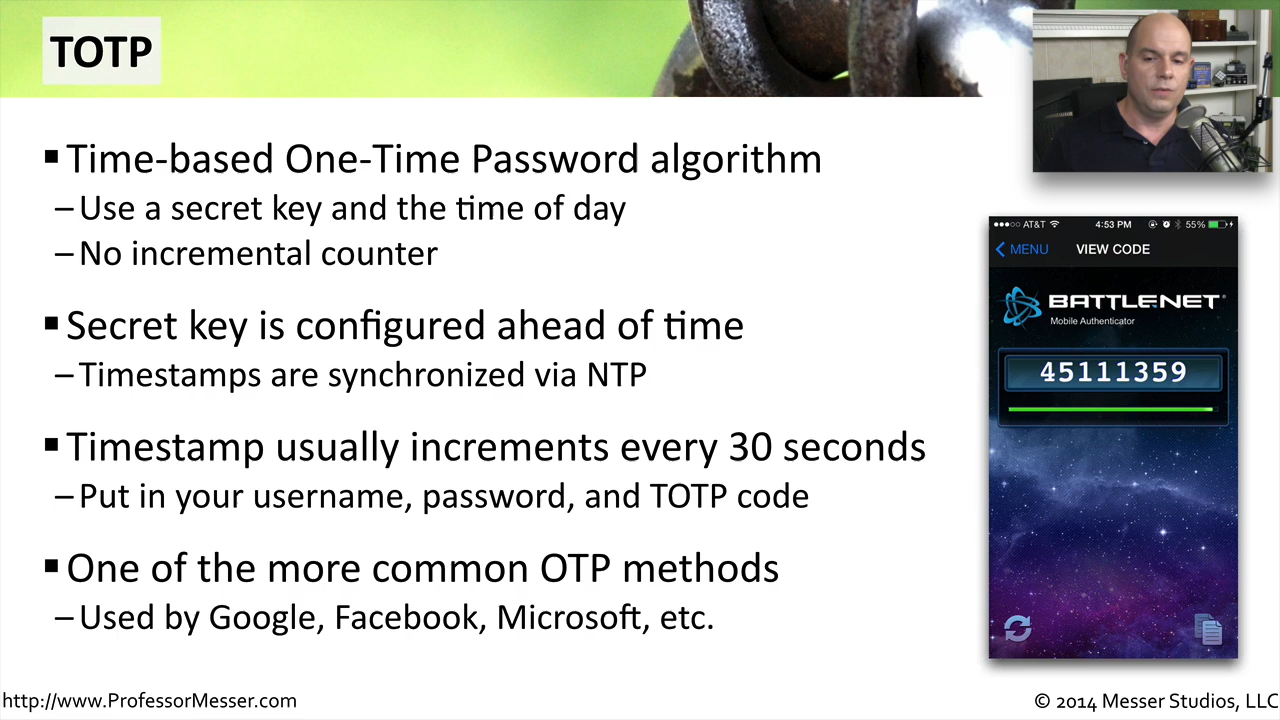 TOTP
▪ Time-based One-Time Password algorithm
– Use a secret key and the time of day
– No incremental counter
▪ Secret key is configured ahead of time
– Timestamps are synchronized via NTP
▪ Timestamp usually increments every 30 seconds
– Put in your username, password, and TOTP code
▪ One of the more common OTP methods
– Used by Google, Facebook, Microsoft, etc.
AT&T 4:53 PM 55%
MENU VIEW CODE
BATTLE.NET®
Mobile Authenticator
45111359
http://www.ProfessorMesser.com
© 2014 Messer Studios, LLC